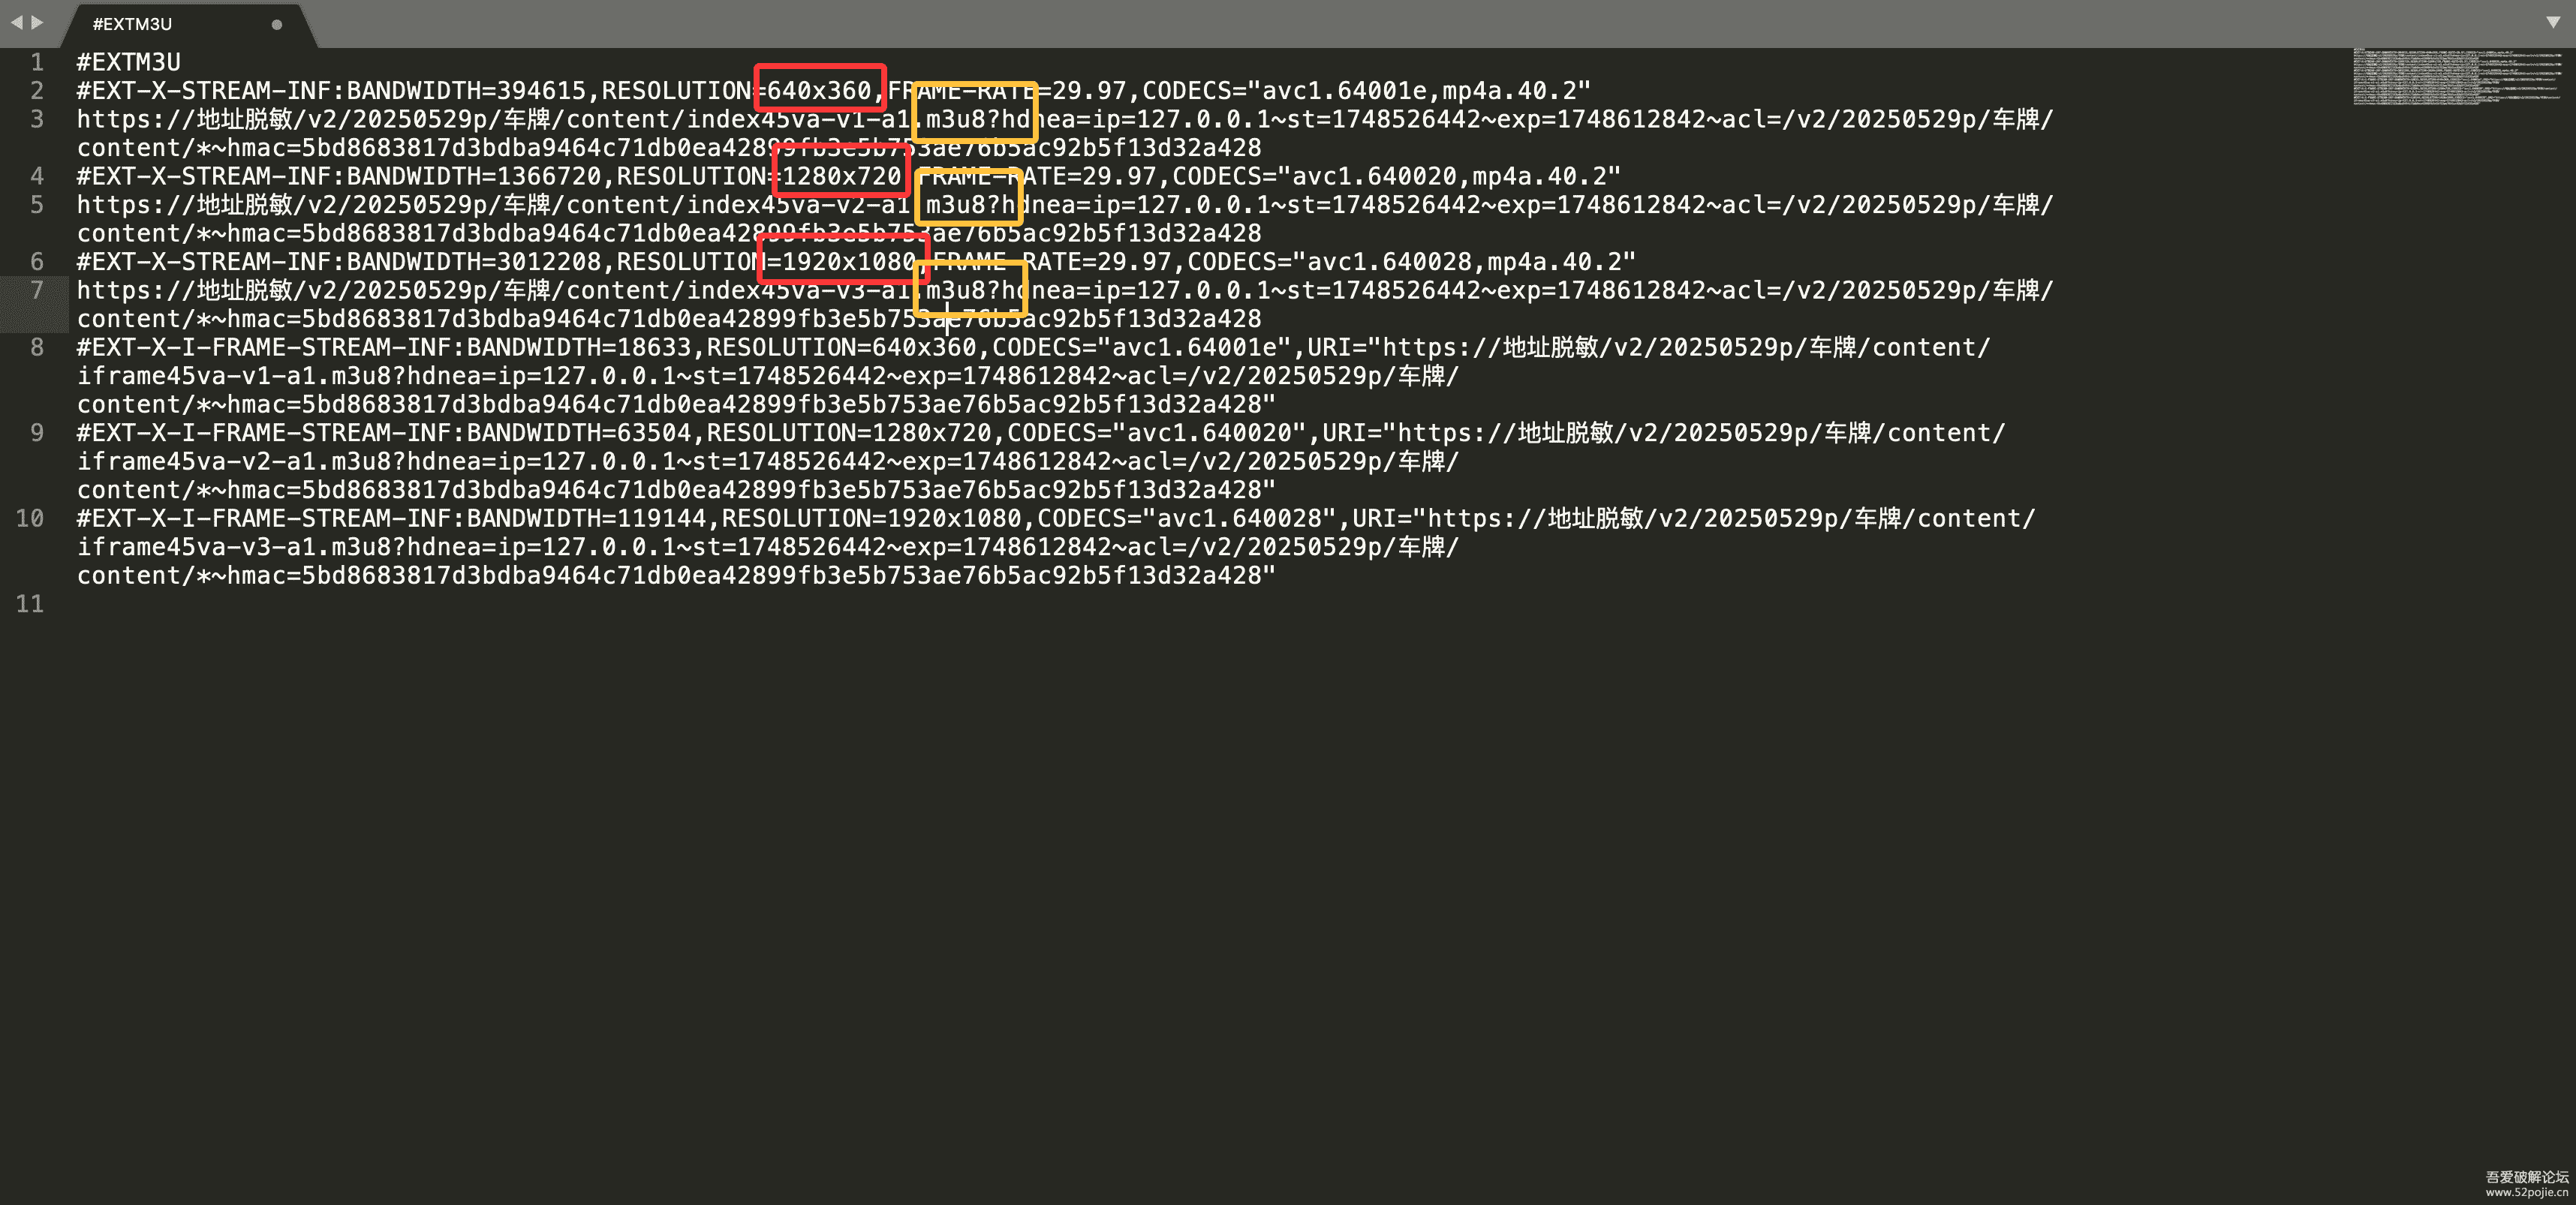 #EXTM3U
1 #EXTM3U
2 #EXT-X-STREAM-INF:BANDWIDTH=394615,RESOLUTION=640x360,FRAME-RATE=29.97,CODECS="avc1.64001e,mp4a.40.2"
3 https://地址脱敏/v2/20250529p/车牌/content/index45va-v1-a1.m3u8?hdnea=ip=127.0.0.1~st=1748526442~exp=1748612842~acl=/v2/20250529p/车牌/
content/*~hmac=5bd8683817d3bdba9464c71db0ea42899fb3e5b753ae76b5ac92b5f13d32a428
4 #EXT-X-STREAM-INF:BANDWIDTH=1366720,RESOLUTION=1280x720,FRAME-RATE=29.97,CODECS="avc1.640020,mp4a.40.2"
5 https://地址脱敏/v2/20250529p/车牌/content/index45va-v2-a1.m3u8?hdnea=ip=127.0.0.1~st=1748526442~exp=1748612842~acl=/v2/20250529p/车牌/
content/*~hmac=5bd8683817d3bdba9464c71db0ea42899fb3e5b753ae76b5ac92b5f13d32a428
6 #EXT-X-STREAM-INF:BANDWIDTH=3012208,RESOLUTION=1920x1080,FRAME-RATE=29.97,CODECS="avc1.640028,mp4a.40.2"
7 https://地址脱敏/v2/20250529p/车牌/content/index45va-v3-a1.m3u8?hdnea=ip=127.0.0.1~st=1748526442~exp=1748612842~acl=/v2/20250529p/车牌/
content/*~hmac=5bd8683817d3bdba9464c71db0ea42899fb3e5b753ae76b5ac92b5f13d32a428
8 #EXT-X-I-FRAME-STREAM-INF:BANDWIDTH=18633,RESOLUTION=640x360,CODECS="avc1.64001e",URI="https://地址脱敏/v2/20250529p/车牌/content/
iframe45va-v1-a1.m3u8?hdnea=ip=127.0.0.1~st=1748526442~exp=1748612842~acl=/v2/20250529p/车牌/
content/*~hmac=5bd8683817d3bdba9464c71db0ea42899fb3e5b753ae76b5ac92b5f13d32a428"
9 #EXT-X-I-FRAME-STREAM-INF:BANDWIDTH=63504,RESOLUTION=1280x720,CODECS="avc1.640020",URI="https://地址脱敏/v2/20250529p/车牌/content/
iframe45va-v2-a1.m3u8?hdnea=ip=127.0.0.1~st=1748526442~exp=1748612842~acl=/v2/20250529p/车牌/
content/*~hmac=5bd8683817d3bdba9464c71db0ea42899fb3e5b753ae76b5ac92b5f13d32a428"
10 #EXT-X-I-FRAME-STREAM-INF:BANDWIDTH=119144,RESOLUTION=1920x1080,CODECS="avc1.640028",URI="https://地址脱敏/v2/20250529p/车牌/content/
iframe45va-v3-a1.m3u8?hdnea=ip=127.0.0.1~st=1748526442~exp=1748612842~acl=/v2/20250529p/车牌/
content/*~hmac=5bd8683817d3bdba9464c71db0ea42899fb3e5b753ae76b5ac92b5f13d32a428"
11
吾爱破解论坛
www.52pojie.cn